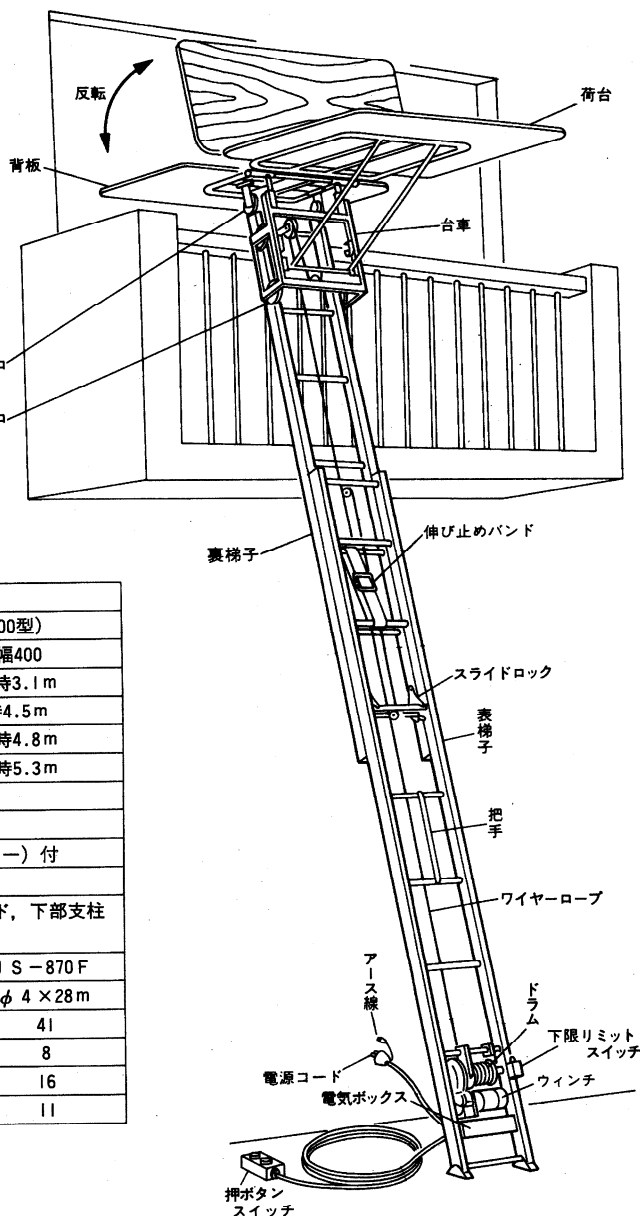 反転
荷台
背板
台車
ロ
ロ
裏梯子
伸び止めバンド
スライドロック
表梯子
把手
ワイヤーロープ
アース線
ドラム
下限リミット
スイッチ
電源コード
電気ボックス
ウィンチ
押ボタン
スイッチ
00型)
幅400
時3.1m
時4.5m
時4.8m
時5.3m
ー)付
ド, 下部支柱
S-870F
φ4×28m
41
8
16
11